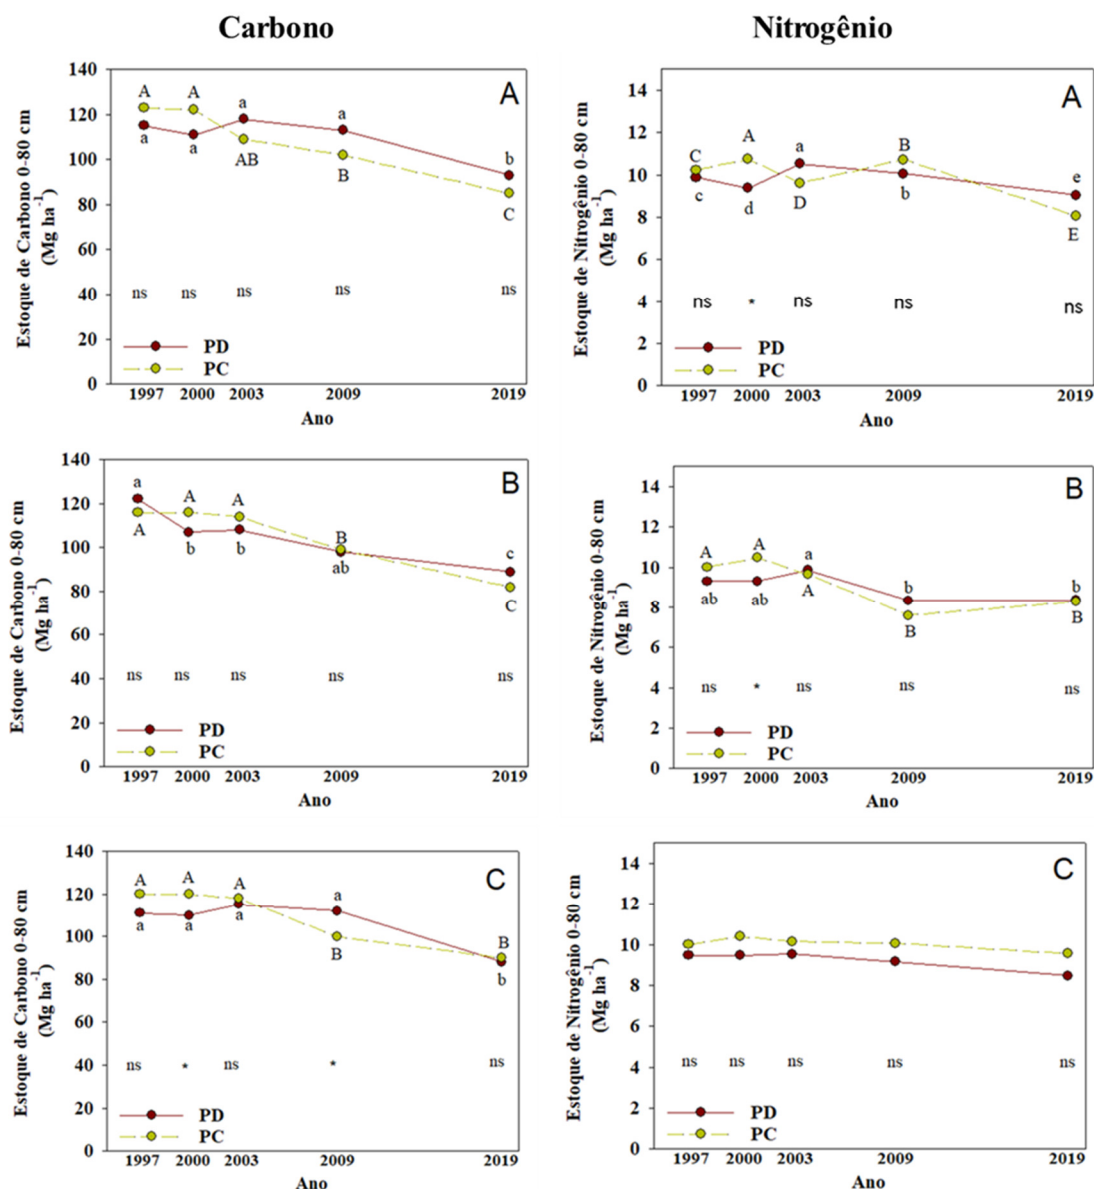 Carbono
Nitrogênio
Estoque de Carbono 0-80 cm
(Mg ha⁻¹)
140
120
100
80
60
40
20
0
A
A A a a b
a a AB B C
ns ns ns ns ns
PD
PC
1997 2000 2003 2009 2019
Ano
Estoque de Nitrogênio 0-80 cm
(Mg ha⁻¹)
14
12
10
8
6
4
2
0
A
C A a B e
c d D b E
ns * ns ns ns
PD
PC
1997 2000 2003 2009 2019
Ano
Estoque de Carbono 0-80 cm
(Mg ha⁻¹)
140
120
100
80
60
40
20
0
B
a A A B c
A b b ab C
ns ns ns ns ns
PD
PC
1997 2000 2003 2009 2019
Ano
Estoque de Nitrogênio 0-80 cm
(Mg ha⁻¹)
14
12
10
8
6
4
2
0
B
A A a b b
ab ab A B B
ns * ns ns ns
PD
PC
1997 2000 2003 2009 2019
Ano
Estoque de Carbono 0-80 cm
(Mg ha⁻¹)
140
120
100
80
60
40
20
0
C
A A A a B
a a a B b
ns * ns * ns
PD
PC
1997 2000 2003 2009 2019
Ano
Estoque de Nitrogênio 0-80 cm
(Mg ha⁻¹)
14
12
10
8
6
4
2
0
C
ns ns ns ns ns
PD
PC
1997 2000 2003 2009 2019
Ano